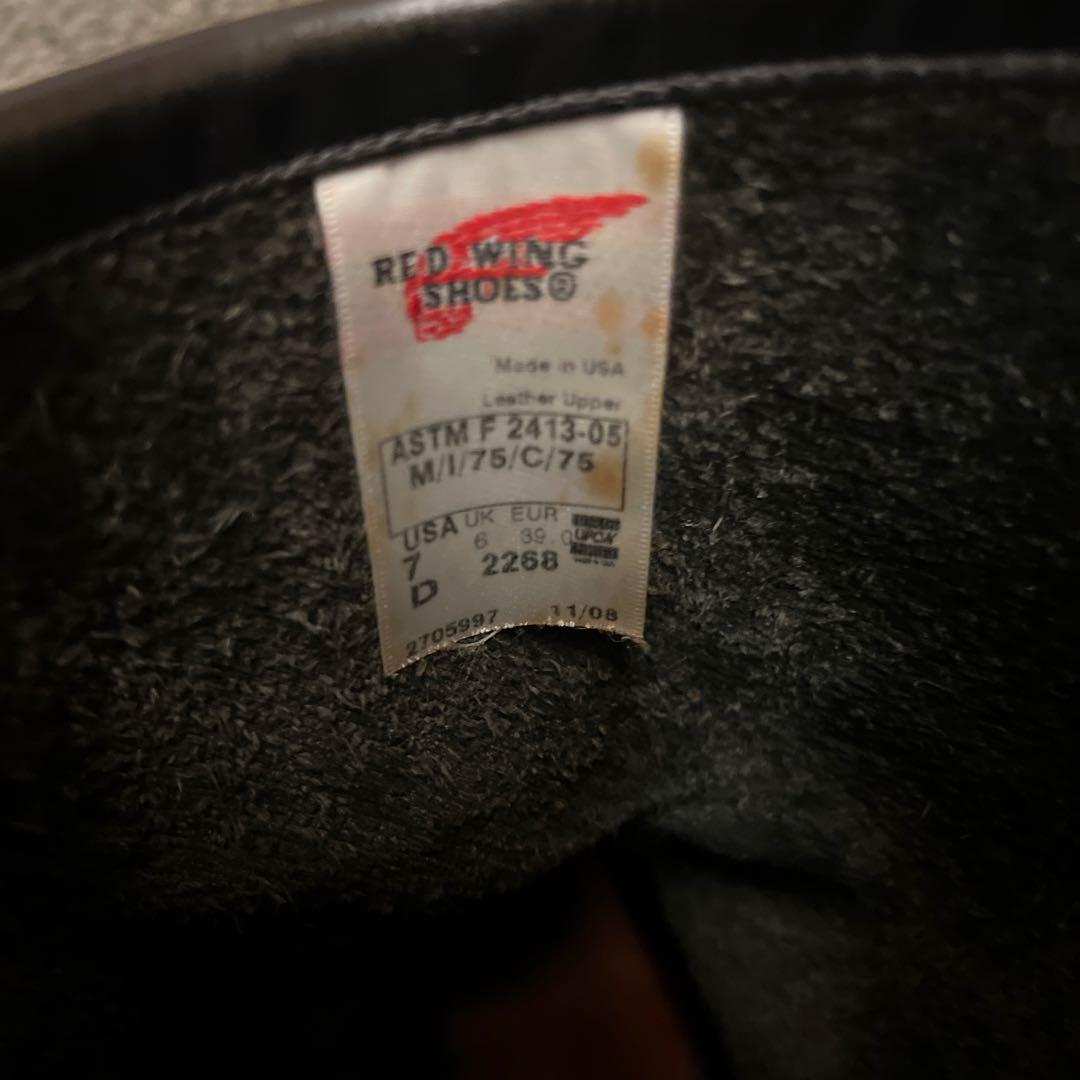 RED WING
SHOES®
Made in USA
Leather Upper
ASTM F 2413-05
M/I/75/C/75
USA UK EUR
7 6 39.0
D 2268
UPON
2705997 11/08